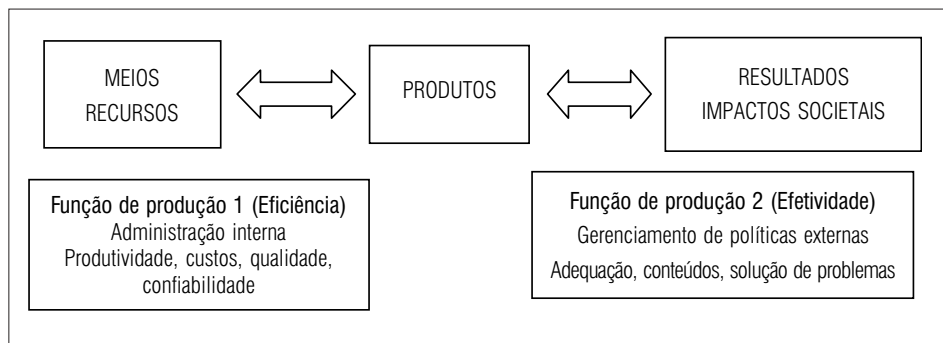 MEIOS
RECURSOS
PRODUTOS
RESULTADOS
IMPACTOS SOCIETAIS
Função de produção 1 (Eficiência)
Administração interna
Produtividade, custos, qualidade,
confiabilidade
Função de produção 2 (Efetividade)
Gerenciamento de políticas externas
Adequação, conteúdos, solução de problemas